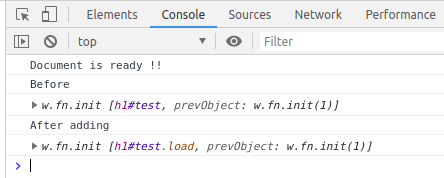 Elements Console Sources Network Performance
top Filter
Document is ready !!
Before
w.fn.init [h1#test, prevObject: w.fn.init(1)]
After adding
w.fn.init [h1#test.load, prevObject: w.fn.init(1)]